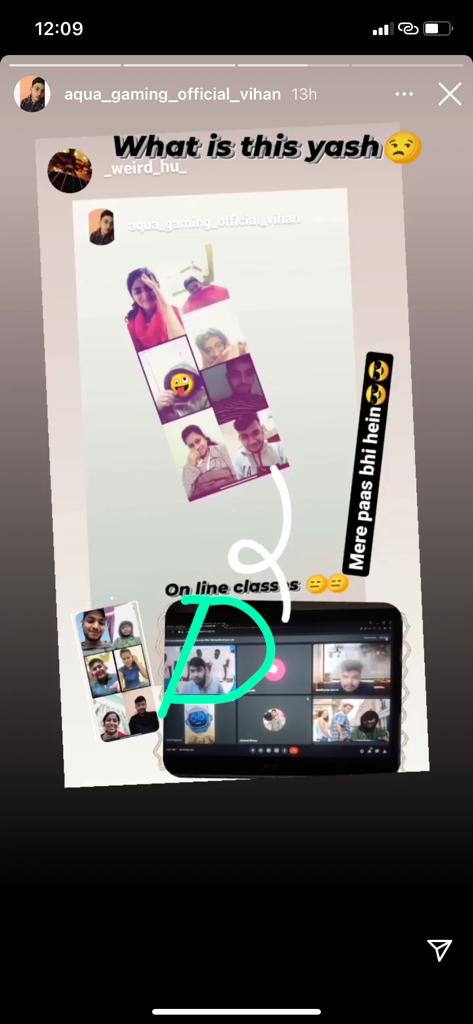 12:09
aqua_gaming_official_vihan 13h
What is this yash😒
_weird_hu_
aqua_gaming_official_vihan
Mere paas bhi hein😎😎
On line classes 😑😑
D